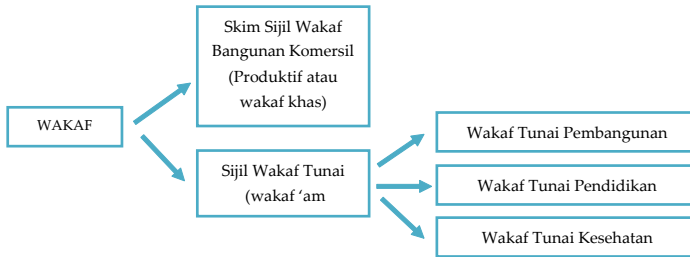 WAKAF
Skim Sijil Wakaf
Bangunan Komersil
(Produktif atau
wakaf khas)
Sijil Wakaf Tunai
(wakaf ‘am
Wakaf Tunai Pembangunan
Wakaf Tunai Pendidikan
Wakaf Tunai Kesehatan